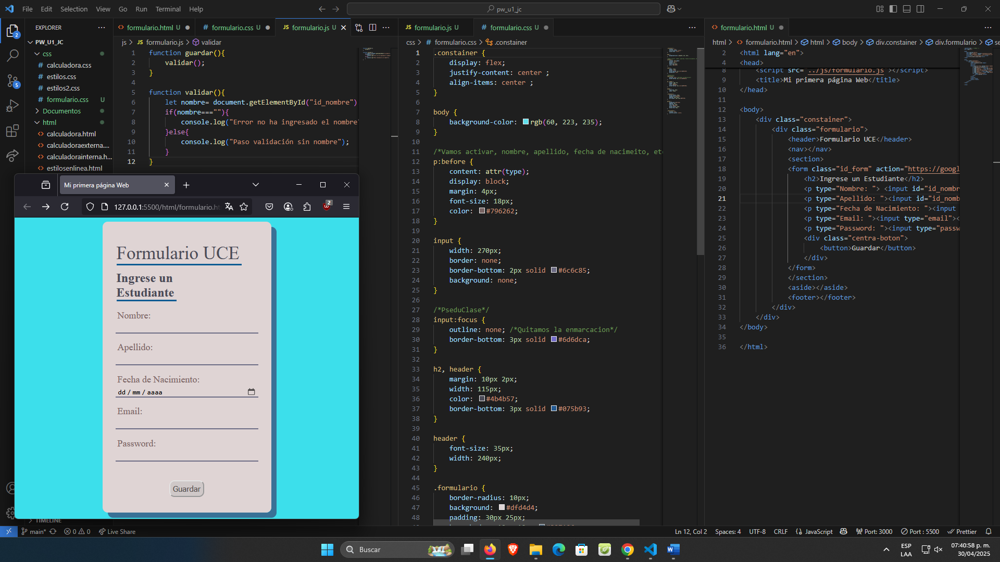 File Edit Selection View Go Run Terminal Help
pw_u1_jc
EXPLORER
PW_U1_JC
css
calculadora.css
estilos.css
estilos2.css
formulario.css U
Documentos
html
calculadora.html
calculadoraexterna....
calculadorainterna.h...
estilosenlinea.html
TIMELINE
2
5
formulario.html U
formulario.css U
formulario.js U
js > JS formulario.js > validar
1 function guardar(){
2 validar();
3 }
4
5 function validar(){
6 let nombre= document.getElementById("id_nombre")
7 if(nombre===""){
8 console.log("Error no ha ingresado el nombre"
9 }else{
10 console.log("Paso validación sin nombre");
11 }
12 }
JS formulario.js U
# formulario.css U
css > # formulario.css > .constainer
1 .constainer {
2 display: flex;
3 justify-content: center ;
4 align-items: center ;
5 }
6
7 body {
8 background-color: rgb(60, 223, 235);
9 }
10
11 /*Vamos activar, nombre, apellido, fecha de nacimeito, etc
12 p:before {
13 content: attr(type);
14 display: block;
15 margin: 4px;
16 font-size: 18px;
17 color: #796262;
18 }
19
20 input {
21 width: 270px;
22 border: none;
23 border-bottom: 2px solid #6c6c85;
24 background: none;
25 }
26
27 /*PseduClase*/
28 input:focus {
29 outline: none; /*Quitamos la enmarcacion*/
30 border-bottom: 3px solid #6d6dca;
31 }
32
33 h2, header {
34 margin: 10px 2px;
35 width: 115px;
36 color: #4b4b57;
37 border-bottom: 3px solid #075b93;
38 }
39
40 header {
41 font-size: 35px;
42 width: 240px;
43 }
44
45 .formulario {
46 border-radius: 10px;
47 background: #dfd4d4;
48 padding: 30px 25px;
formulario.html U
html > formulario.html > html > body > div.constainer > div.formulario > se
2 <html lang="en">
4 <head>
8 <script src="../js/formulario.js"></script>
9 <title>Mi primera página Web</title>
10 </head>
11
12 <body>
13 <div class="constainer">
14 <div class="formulario">
15 <header>Formulario UCE</header>
16 <nav></nav>
17 <section>
18 <form class="id_form" action="https://googl
19 <h2>Ingrese un Estudiante</h2>
20 <p type="Nombre: "> <input id="id_nombr
21 <p type="Apellido: "><input id="id_nomb
22 <p type="Fecha de Nacimiento: "><input
23 <p type="Email: "><input type="email"><
24 <p type="Password: "><input type="passw
25 <div class="centra-boton">
26 <button>Guardar</button>
27 </div>
28 </form>
29 </section>
30 <aside></aside>
31 <footer></footer>
32 </div>
33 </div>
34 </body>
35
36 </html>
Mi primera página Web
127.0.0.1:5500/html/formulario.ht
2
Formulario UCE
Ingrese un
Estudiante
Nombre:
Apellido:
Fecha de Nacimiento:
dd / mm / aaaa
Email:
Password:
Guardar
main* 0 0 Live Share
Ln 12, Col 2 Spaces: 4 UTF-8 CRLF {} JavaScript Port: 3000 Port : 5500 Prettier
Buscar
ESP
LAA
07:40:58 p. m.
30/04/2025